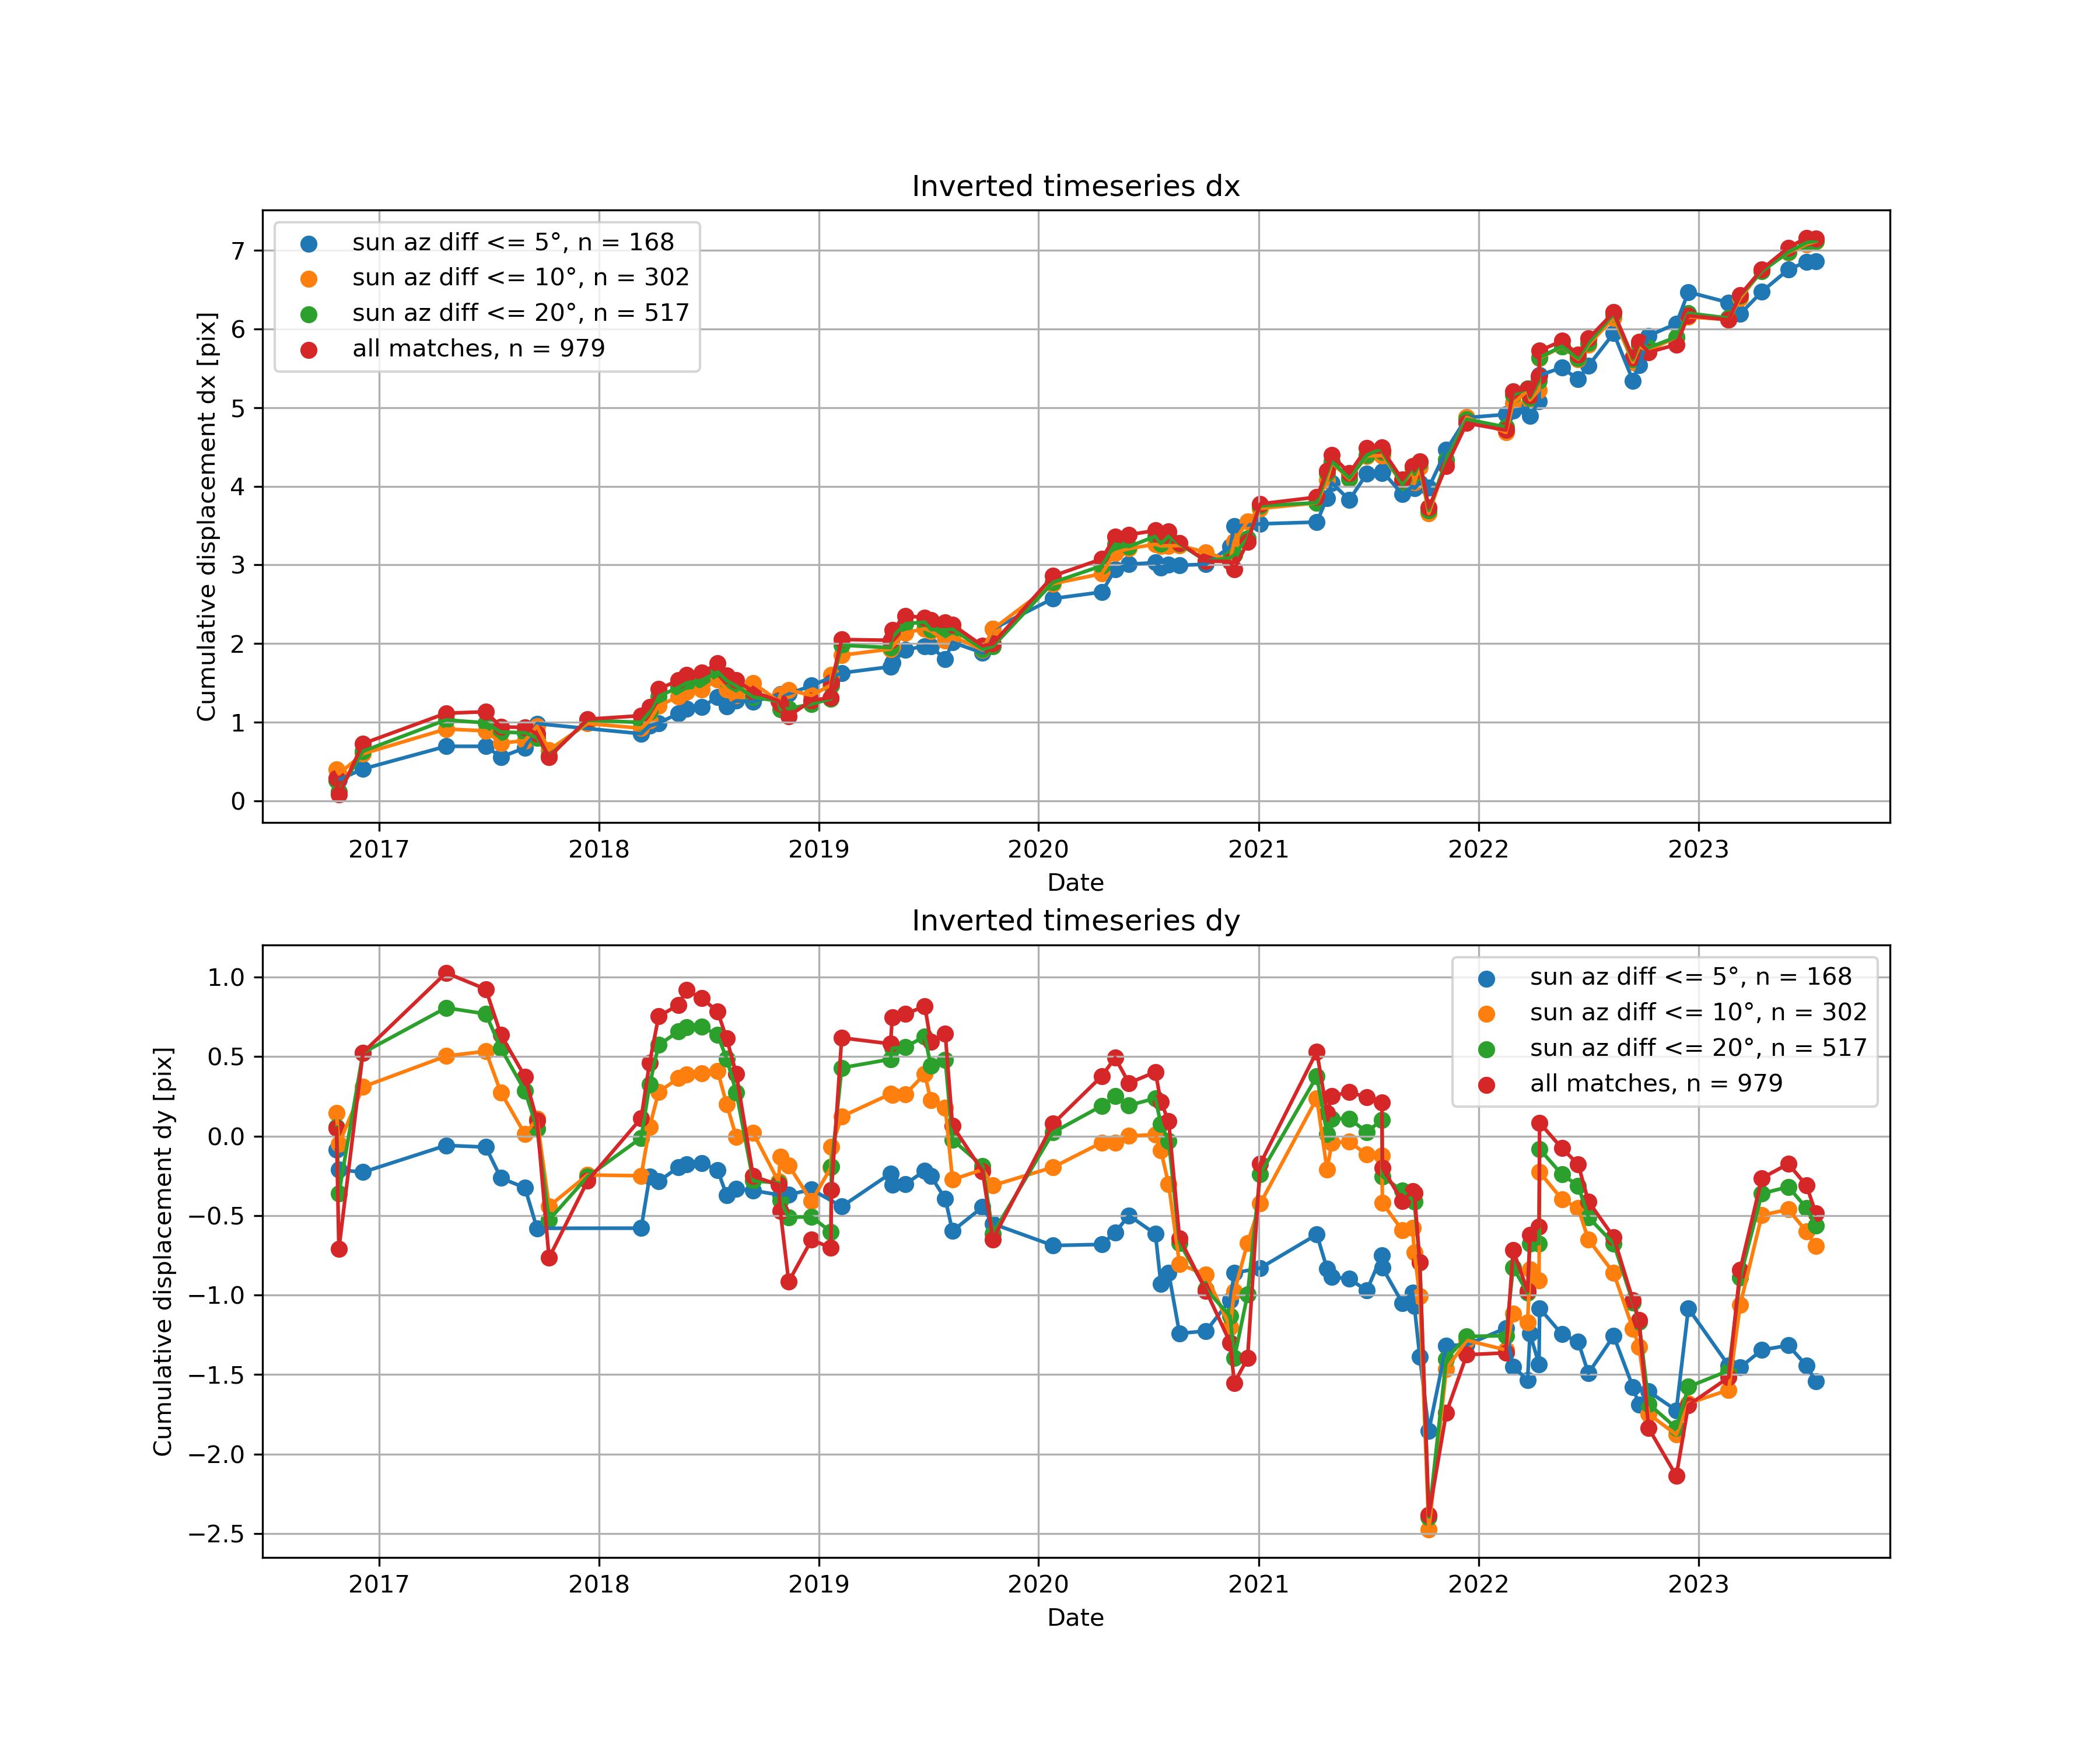 Inverted timeseries dx
Cumulative displacement dx [pix]
7
6
5
4
3
2
1
0
sun az diff <= 5°, n = 168
sun az diff <= 10°, n = 302
sun az diff <= 20°, n = 517
all matches, n = 979
2017 2018 2019 2020 2021 2022 2023
Date
Inverted timeseries dy
Cumulative displacement dy [pix]
1.0
0.5
0.0
−0.5
−1.0
−1.5
−2.0
−2.5
sun az diff <= 5°, n = 168
sun az diff <= 10°, n = 302
sun az diff <= 20°, n = 517
all matches, n = 979
2017 2018 2019 2020 2021 2022 2023
Date